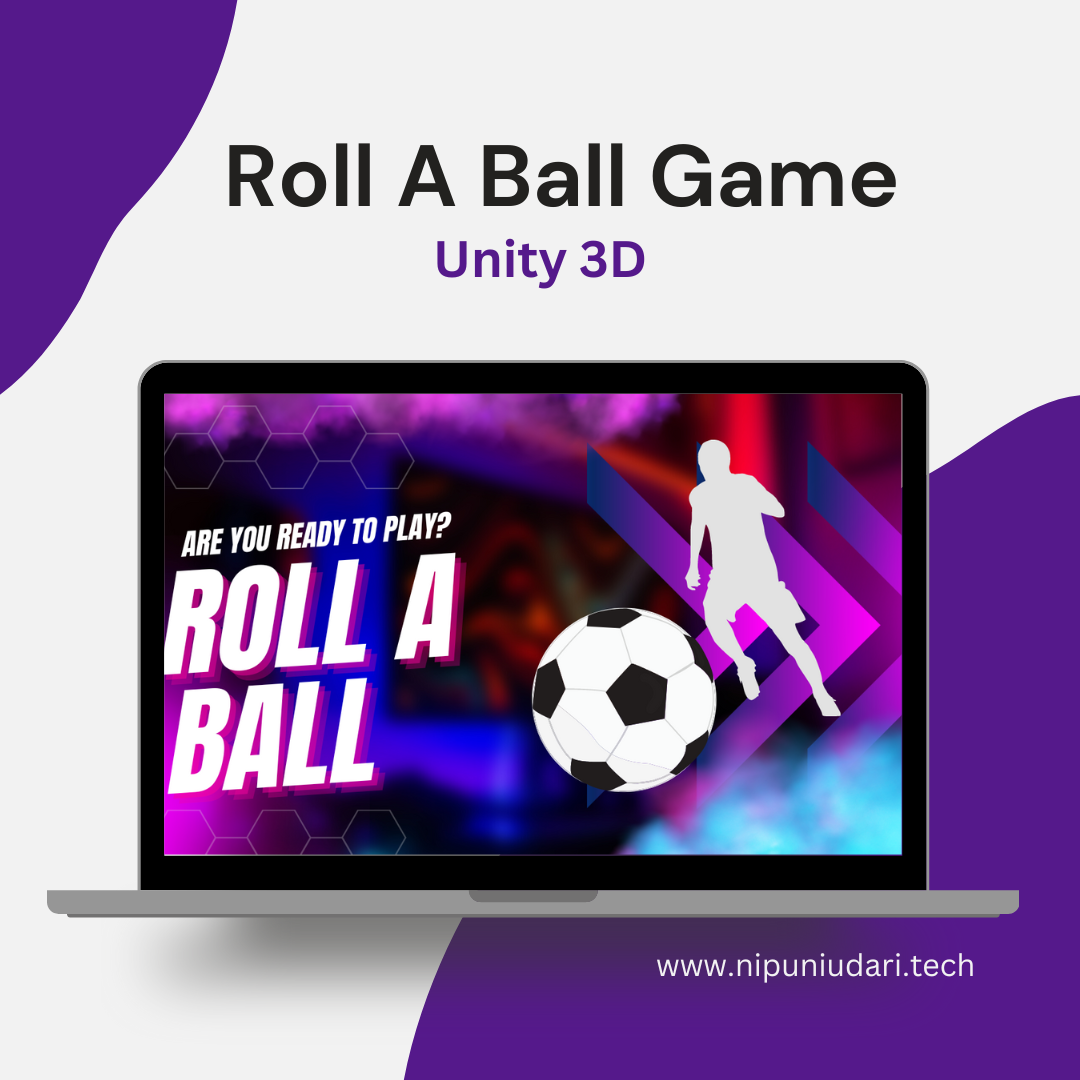 Roll A Ball Game
Unity 3D
ARE YOU READY TO PLAY?
ROLL A
BALL
www.nipuniudari.tech